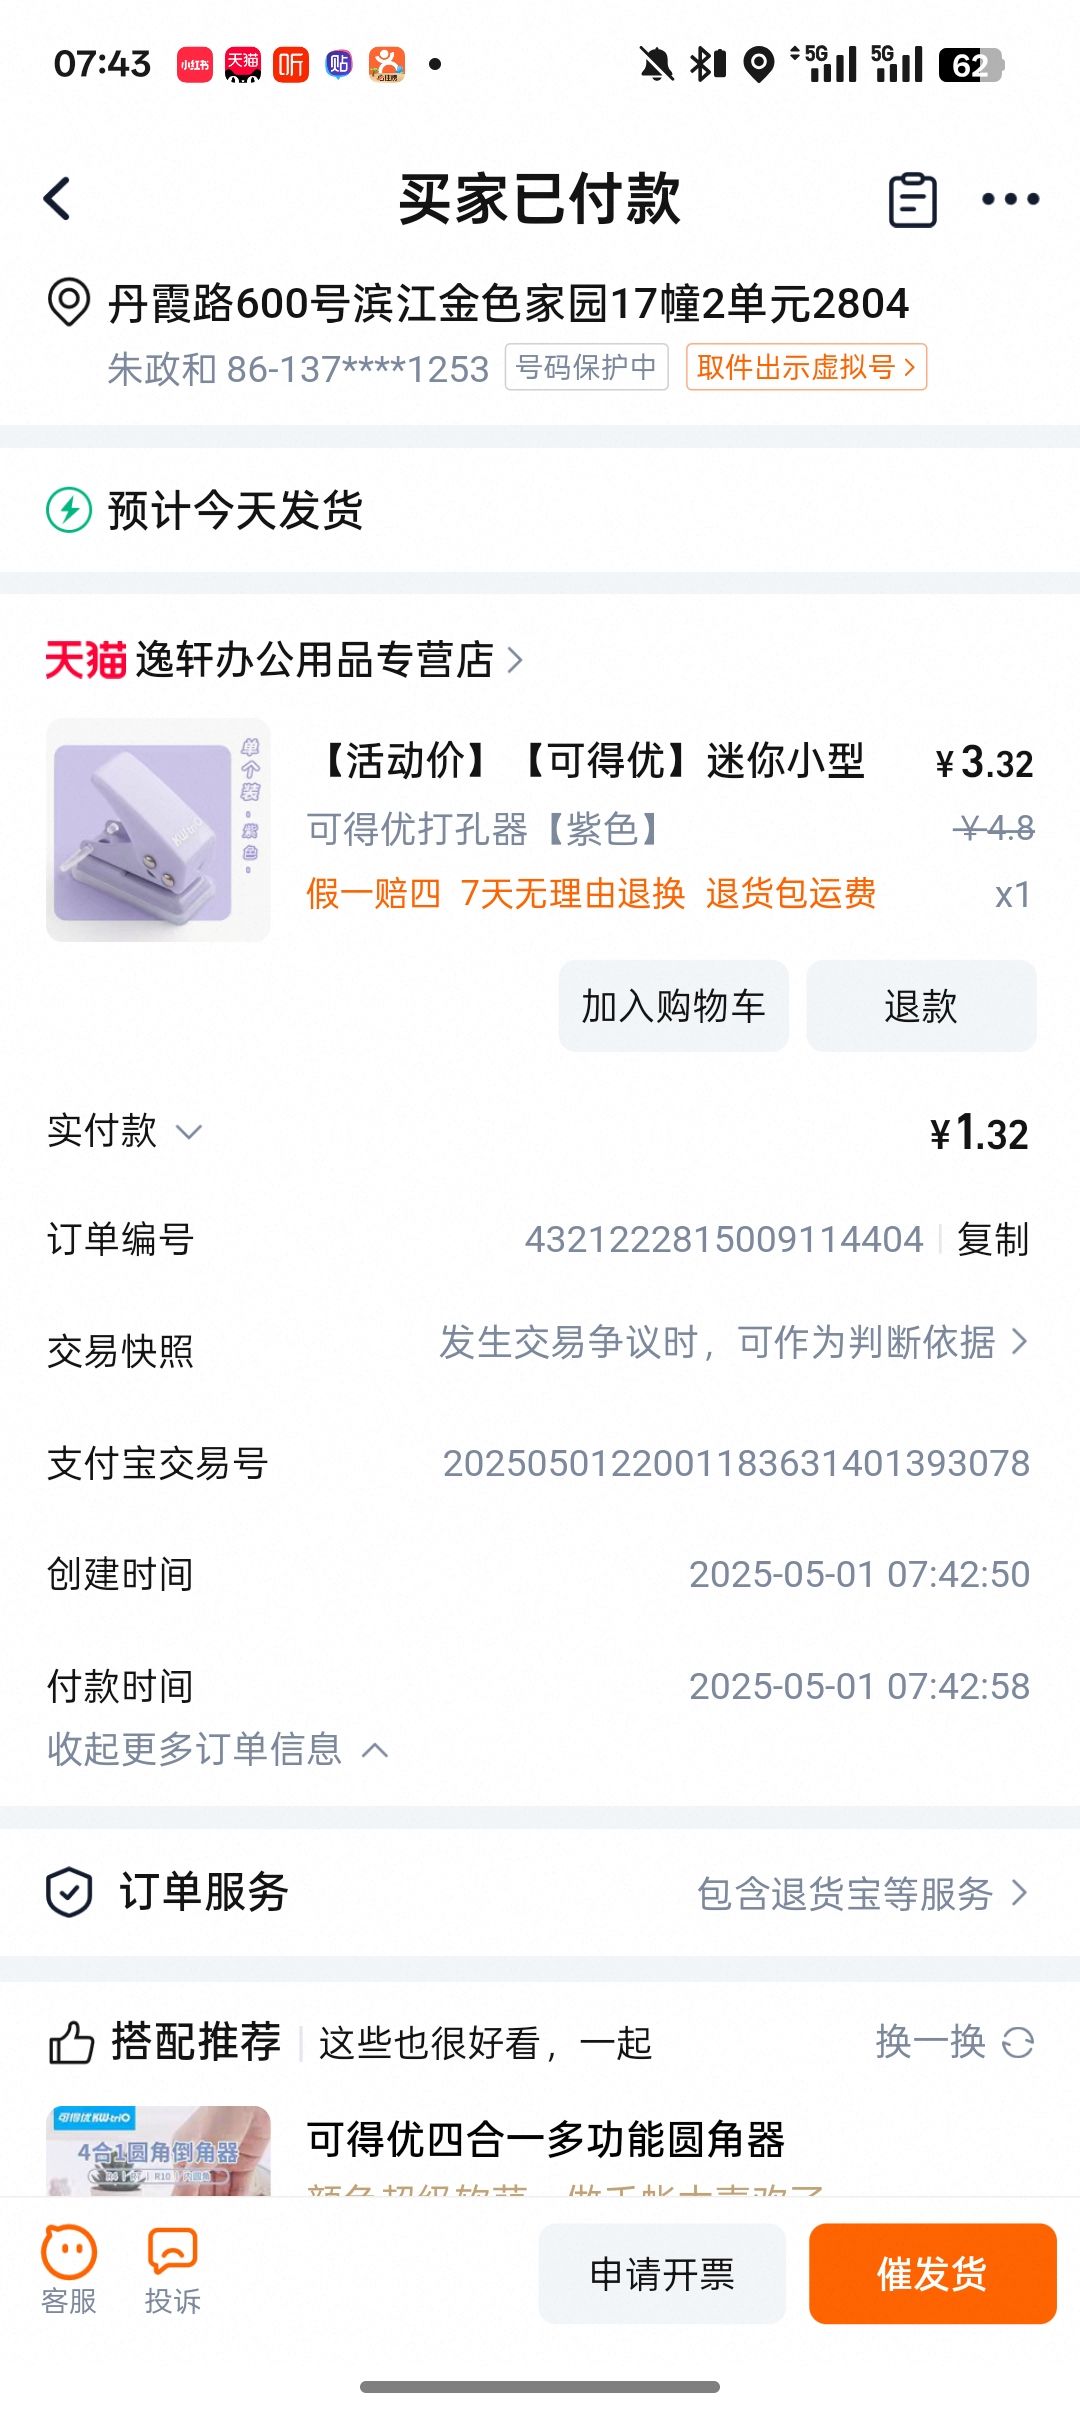 07:43 小红书 天猫 听 贴 5G 5G 62
买家已付款
丹霞路600号滨江金色家园17幢2单元2804
朱政和 86-137****1253 号码保护中 取件出示虚拟号
预计今天发货
天猫 逸轩办公用品专营店
单个装·紫色·
KW-triO
【活动价】【可得优】迷你小型 ¥3.32
可得优打孔器【紫色】 ¥4.8
假一赔四 7天无理由退换 退货包运费 x1
加入购物车 退款
实付款 ¥1.32
订单编号 4321222815009114404 复制
交易快照 发生交易争议时，可作为判断依据
支付宝交易号 2025050122001183631401393078
创建时间 2025-05-01 07:42:50
付款时间 2025-05-01 07:42:58
收起更多订单信息
订单服务 包含退货宝等服务
搭配推荐 这些也很好看，一起 换一换
可得优KW-triO
4合1圆角倒角器
R10 内圆角
可得优四合一多功能圆角器
客服 投诉 申请开票 催发货